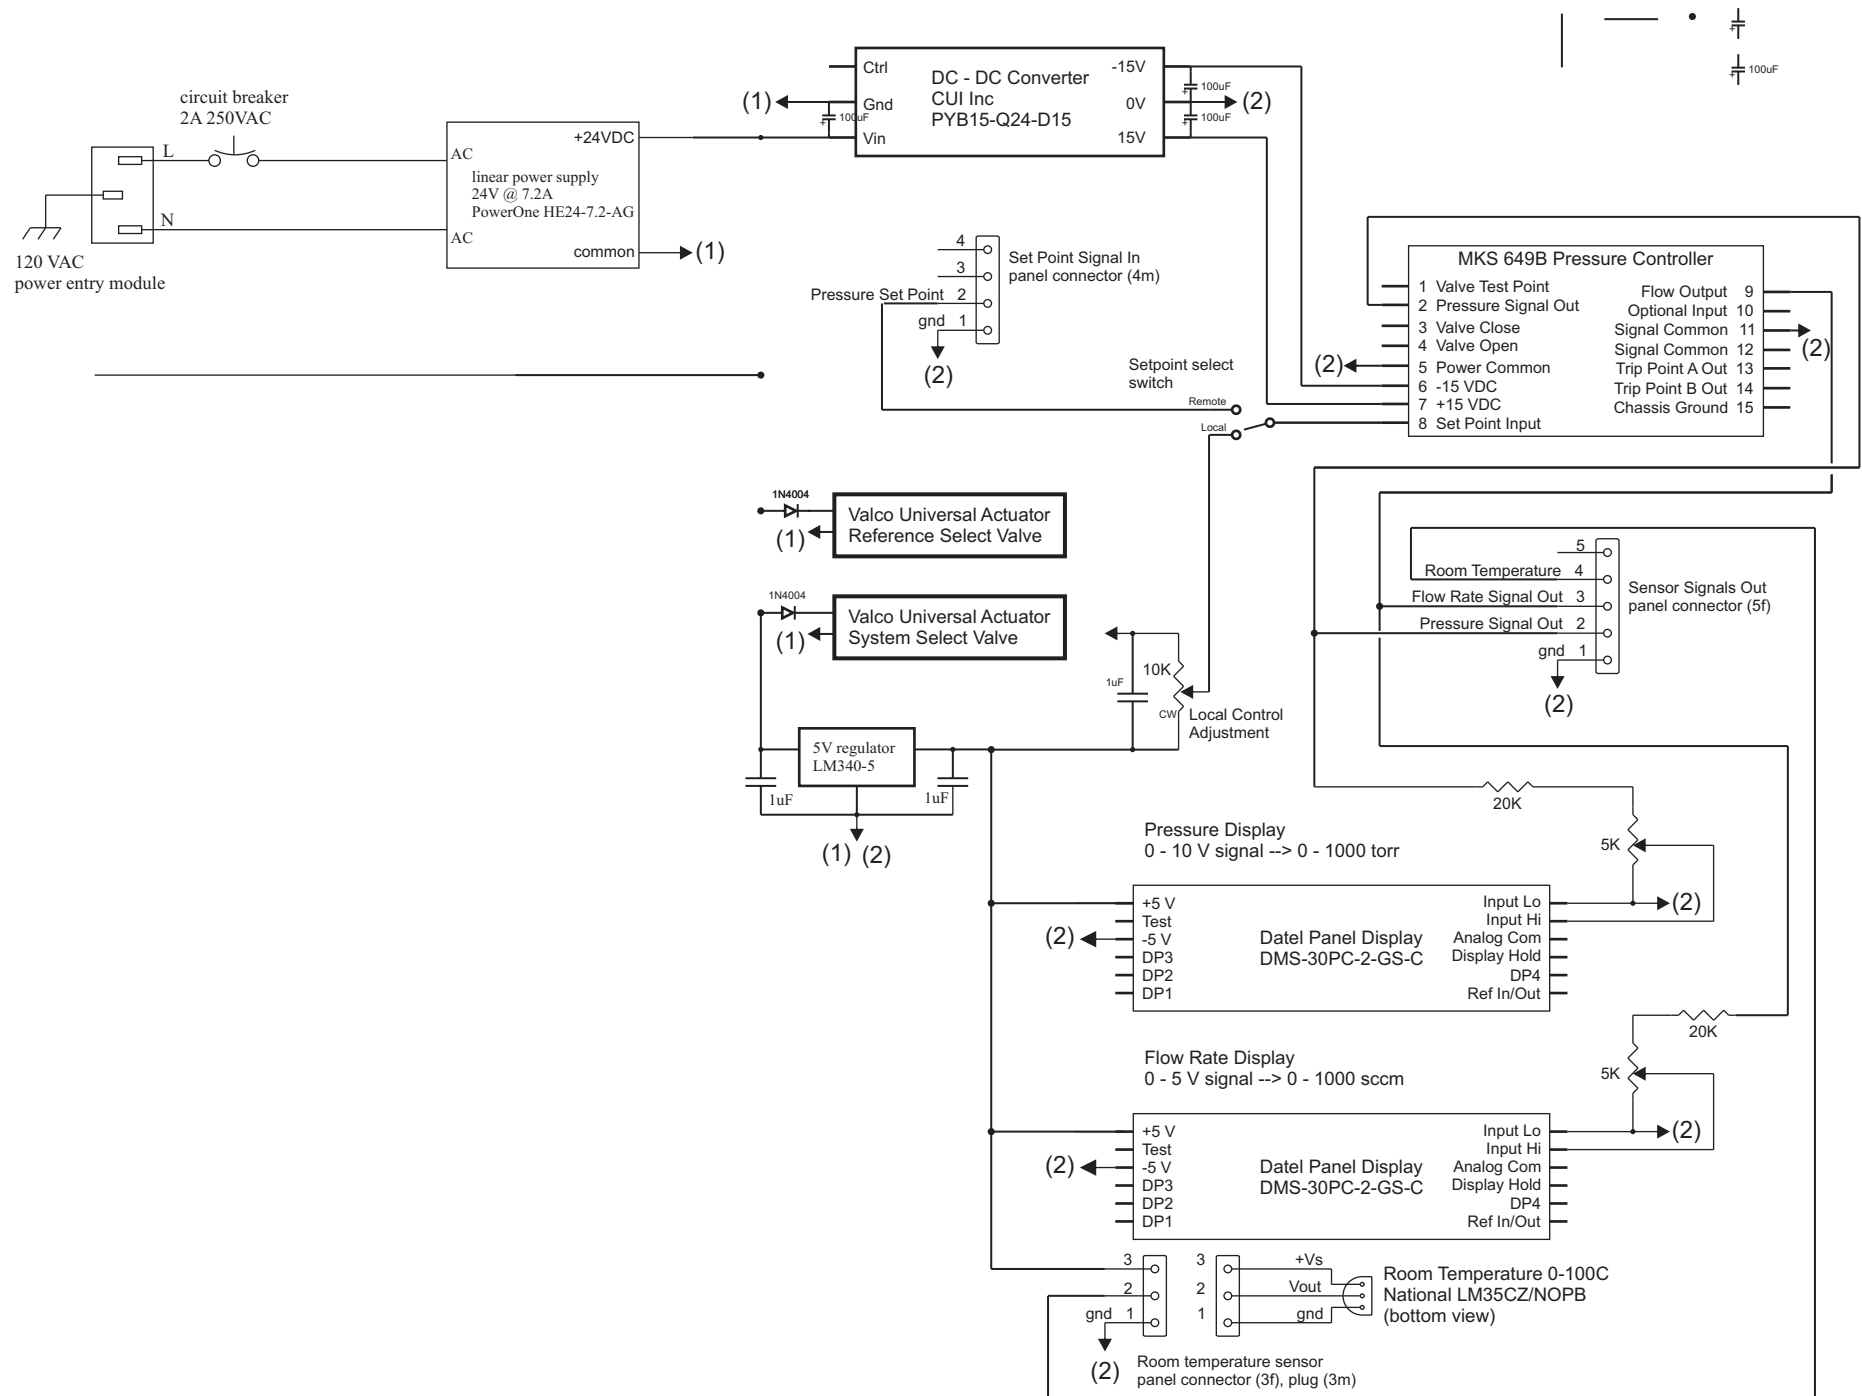 100uF
circuit breaker
2A 250VAC
L
N
120 VAC
power entry module
+24VDC
AC
linear power supply
24V @ 7.2A
PowerOne HE24-7.2-AG
AC
common
(1)
Ctrl
Gnd
Vin
DC - DC Converter
CUI Inc
PYB15-Q24-D15
-15V
0V
15V
(1)
100uF
100uF
100uF
(2)
4
3
Pressure Set Point 2
gnd 1
(2)
Set Point Signal In
panel connector (4m)
Setpoint select
switch
Remote
Local
MKS 649B Pressure Controller
1 Valve Test Point
2 Pressure Signal Out
3 Valve Close
4 Valve Open
5 Power Common
6 -15 VDC
7 +15 VDC
8 Set Point Input
Flow Output 9
Optional Input 10
Signal Common 11
Signal Common 12
Trip Point A Out 13
Trip Point B Out 14
Chassis Ground 15
(2)
(2)
1N4004
(1)
Valco Universal Actuator
Reference Select Valve
1N4004
(1)
Valco Universal Actuator
System Select Valve
10K
1uF
CW
Local Control
Adjustment
5V regulator
LM340-5
1uF
1uF
(1) (2)
5
Room Temperature 4
Flow Rate Signal Out 3
Pressure Signal Out 2
gnd 1
(2)
Sensor Signals Out
panel connector (5f)
20K
5K
Pressure Display
0 - 10 V signal --> 0 - 1000 torr
+5 V
Test
-5 V
DP3
DP2
DP1
(2)
Datel Panel Display
DMS-30PC-2-GS-C
Input Lo
Input Hi
Analog Com
Display Hold
DP4
Ref In/Out
(2)
20K
5K
Flow Rate Display
0 - 5 V signal --> 0 - 1000 sccm
+5 V
Test
-5 V
DP3
DP2
DP1
(2)
Datel Panel Display
DMS-30PC-2-GS-C
Input Lo
Input Hi
Analog Com
Display Hold
DP4
Ref In/Out
(2)
3
2
gnd 1
(2)
3
2
1
+Vs
Vout
gnd
Room Temperature 0-100C
National LM35CZ/NOPB
(bottom view)
Room temperature sensor
panel connector (3f), plug (3m)